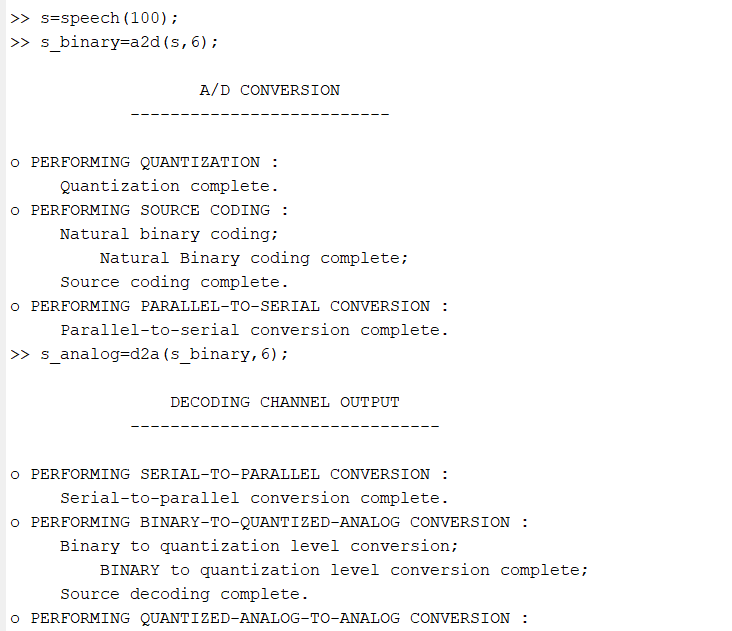 >> s=speech(100);
>> s_binary=a2d(s,6);
A/D CONVERSION
--------------------------
o PERFORMING QUANTIZATION :
Quantization complete.
o PERFORMING SOURCE CODING :
Natural binary coding;
Natural Binary coding complete;
Source coding complete.
o PERFORMING PARALLEL-TO-SERIAL CONVERSION :
Parallel-to-serial conversion complete.
>> s_analog=d2a(s_binary,6);
DECODING CHANNEL OUTPUT
-------------------------------
o PERFORMING SERIAL-TO-PARALLEL CONVERSION :
Serial-to-parallel conversion complete.
o PERFORMING BINARY-TO-QUANTIZED-ANALOG CONVERSION :
Binary to quantization level conversion;
BINARY to quantization level conversion complete;
Source decoding complete.
o PERFORMING QUANTIZED-ANALOG-TO-ANALOG CONVERSION :